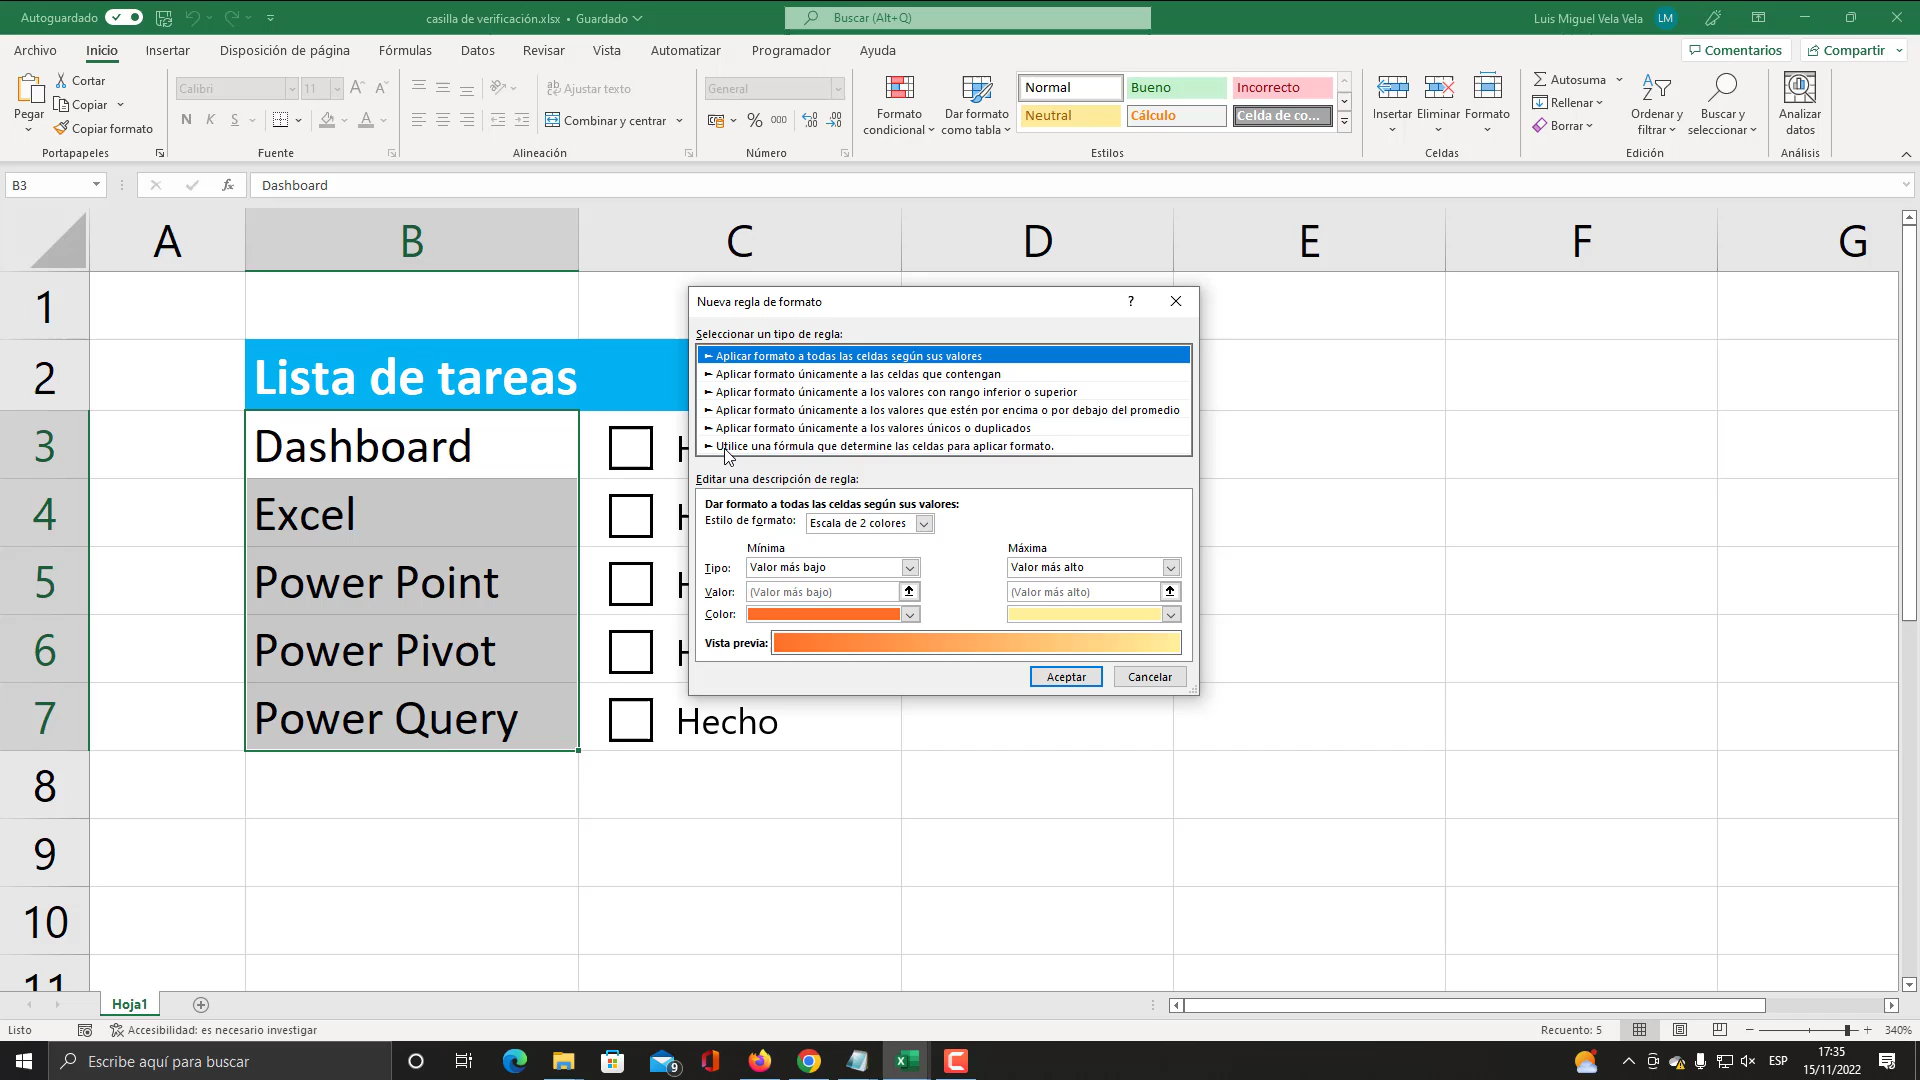 Autoguardado
casilla de verificación.xlsx • Guardado
Buscar (Alt+Q)
Luis Miguel Vela Vela
LM
Archivo Inicio Insertar Disposición de página Fórmulas Datos Revisar Vista Automatizar Programador Ayuda
Comentarios
Compartir
Pegar
Cortar
Copiar
Copiar formato
Portapapeles
Calibri
11
N K S
Fuente
Ajustar texto
Combinar y centrar
Alineación
General
% 000
Número
Formato condicional
Dar formato como tabla
Normal Bueno Incorrecto
Neutral Cálculo Celda de co...
Estilos
Insertar Eliminar Formato
Celdas
Autosuma
Rellenar
Borrar
Ordenar y filtrar
Buscar y seleccionar
Edición
Analizar datos
Análisis
B3
fx
Dashboard
A B C D E F G
1
2 Lista de tareas
3 Dashboard
4 Excel
5 Power Point
6 Power Pivot
7 Power Query Hecho
8
9
10
11
Nueva regla de formato
?
Seleccionar un tipo de regla:
► Aplicar formato a todas las celdas según sus valores
► Aplicar formato únicamente a las celdas que contengan
► Aplicar formato únicamente a los valores con rango inferior o superior
► Aplicar formato únicamente a los valores que estén por encima o por debajo del promedio
► Aplicar formato únicamente a los valores únicos o duplicados
► Utilice una fórmula que determine las celdas para aplicar formato.
Editar una descripción de regla:
Dar formato a todas las celdas según sus valores:
Estilo de formato: Escala de 2 colores
Mínima Máxima
Tipo: Valor más bajo Valor más alto
Valor: (Valor más bajo) (Valor más alto)
Color:
Vista previa:
Aceptar Cancelar
Hoja1
Listo
Accesibilidad: es necesario investigar
Recuento: 5
340%
Escribe aquí para buscar
9
ESP
17:35
15/11/2022